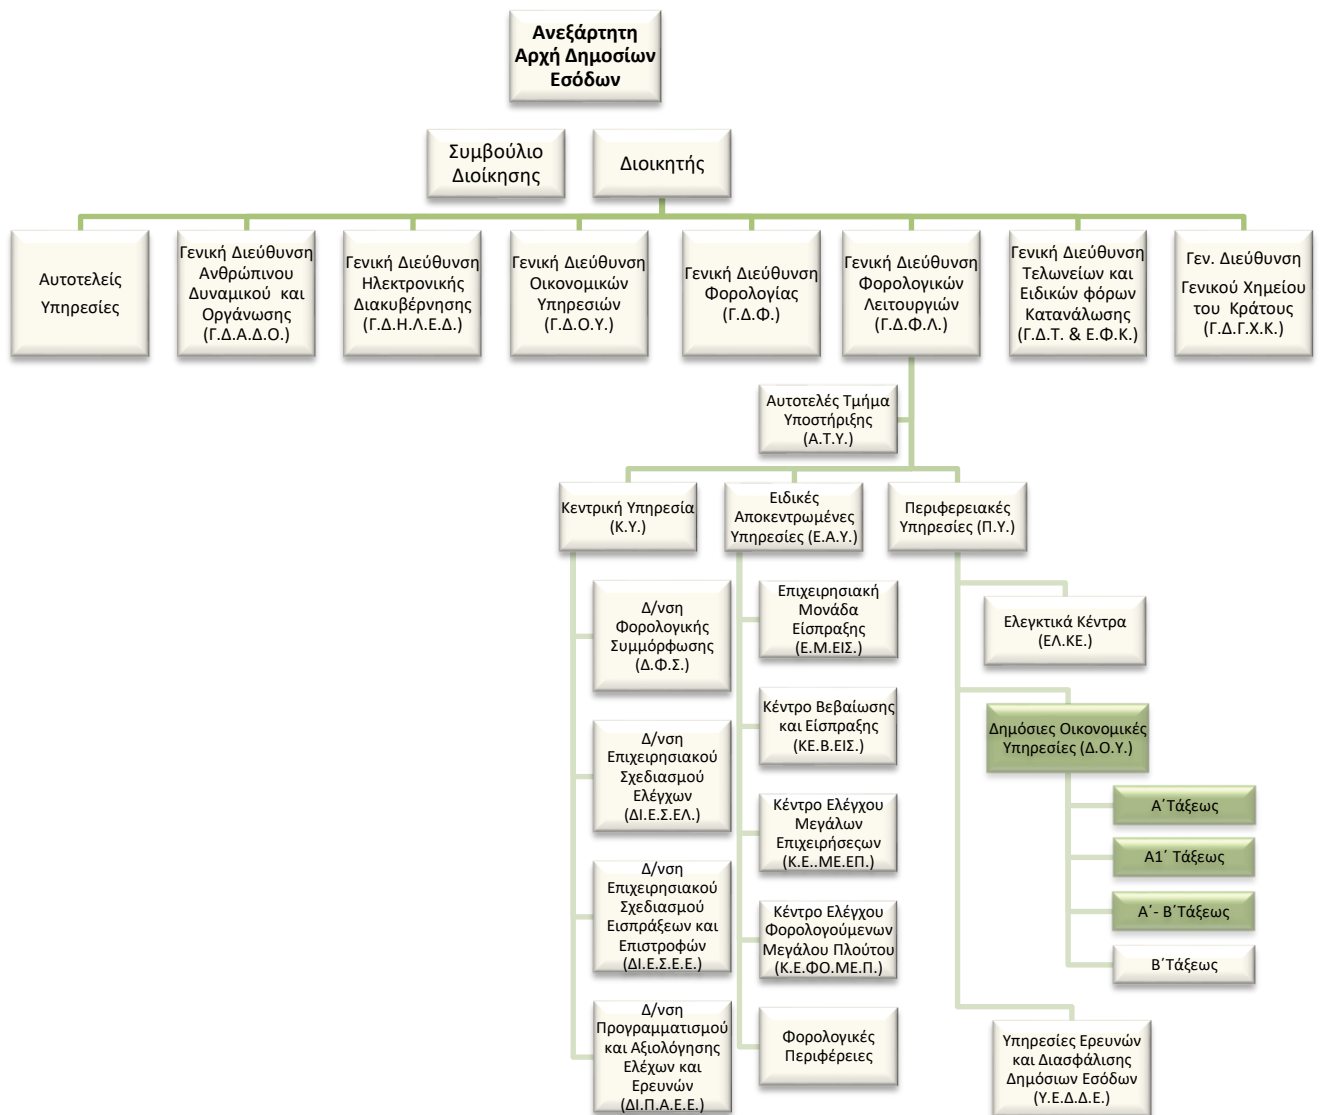 Ανεξάρτητη
Αρχή Δημοσίων
Εσόδων
Συμβούλιο
Διοίκησης
Διοικητής
Αυτοτελείς
Υπηρεσίες
Γενική Διεύθυνση
Ανθρώπινου
Δυναμικού και
Οργάνωσης
(Γ.Δ.Α.Δ.Ο.)
Γενική Διεύθυνση
Ηλεκτρονικής
Διακυβέρνησης
(Γ.Δ.Η.Λ.Ε.Δ.)
Γενική Διεύθυνση
Οικονομικών
Υπηρεσιών
(Γ.Δ.Ο.Υ.)
Γενική Διεύθυνση
Φορολογίας
(Γ.Δ.Φ.)
Γενική Διεύθυνση
Φορολογικών
Λειτουργιών
(Γ.Δ.Φ.Λ.)
Γενική Διεύθυνση
Τελωνείων και
Ειδικών φόρων
Κατανάλωσης
(Γ.Δ.Τ. & Ε.Φ.Κ.)
Γεν. Διεύθυνση
Γενικού Χημείου
του Κράτους
(Γ.Δ.Γ.Χ.Κ.)
Αυτοτελές Τμήμα
Υποστήριξης
(Α.Τ.Υ.)
Κεντρική Υπηρεσία
(Κ.Υ.)
Ειδικές
Αποκεντρωμένες
Υπηρεσίες (Ε.Α.Υ.)
Περιφερειακές
Υπηρεσίες (Π.Υ.)
Δ/νση
Φορολογικής
Συμμόρφωσης
(Δ.Φ.Σ.)
Δ/νση
Επιχειρησιακού
Σχεδιασμού
Ελέγχων
(ΔΙ.Ε.Σ.ΕΛ.)
Δ/νση
Επιχειρησιακού
Σχεδιασμού
Εισπράξεων και
Επιστροφών
(ΔΙ.Ε.Σ.Ε.Ε.)
Δ/νση
Προγραμματισμού
και Αξιολόγησης
Ελέχων και
Ερευνών
(ΔΙ.Π.Α.Ε.Ε.)
Επιχειρησιακή
Μονάδα
Είσπραξης
(Ε.Μ.ΕΙΣ.)
Κέντρο Βεβαίωσης
και Είσπραξης
(ΚΕ.Β.ΕΙΣ.)
Κέντρο Ελέγχου
Μεγάλων
Επιχειρήσεςων
(Κ.Ε..ΜΕ.ΕΠ.)
Κέντρο Ελέγχου
Φορολογούμενων
Μεγάλου Πλούτου
(Κ.Ε.ΦΟ.ΜΕ.Π.)
Φορολογικές
Περιφέρειες
Ελεγκτικά Κέντρα
(ΕΛ.ΚΕ.)
Δημόσιες Οικονομικές
Υπηρεσίες (Δ.Ο.Υ.)
Α΄Τάξεως
Α1΄ Τάξεως
Α΄- Β΄Τάξεως
Β΄Τάξεως
Υπηρεσίες Ερευνών
και Διασφάλισης
Δημόσιων Εσόδων
(Υ.Ε.Δ.Δ.Ε.)